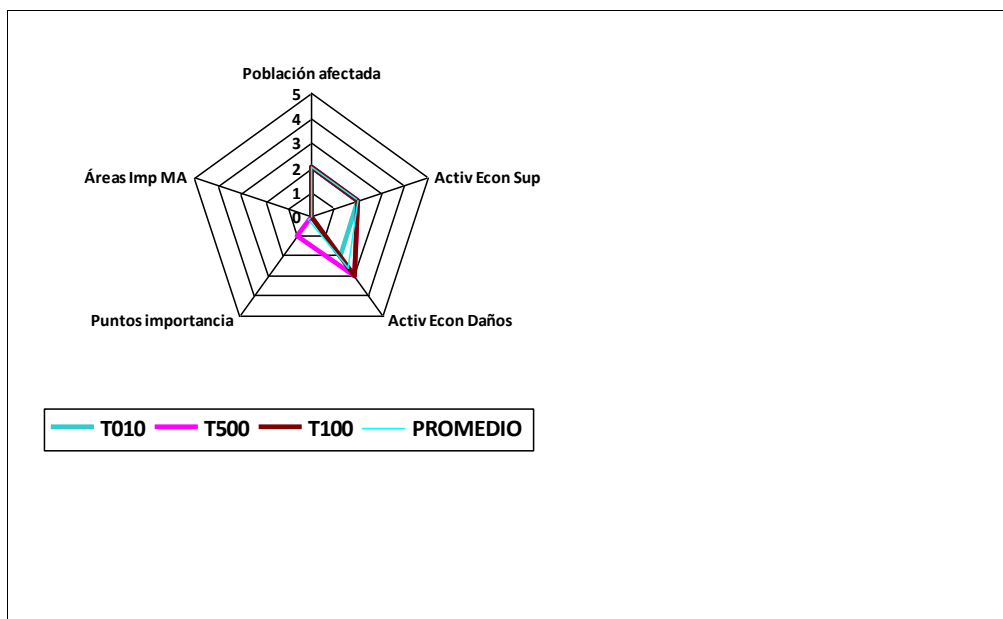 Población afectada
5
4
3
2
1
0
Áreas Imp MA
Activ Econ Sup
Puntos importancia
Activ Econ Daños
T010 T500 T100 PROMEDIO